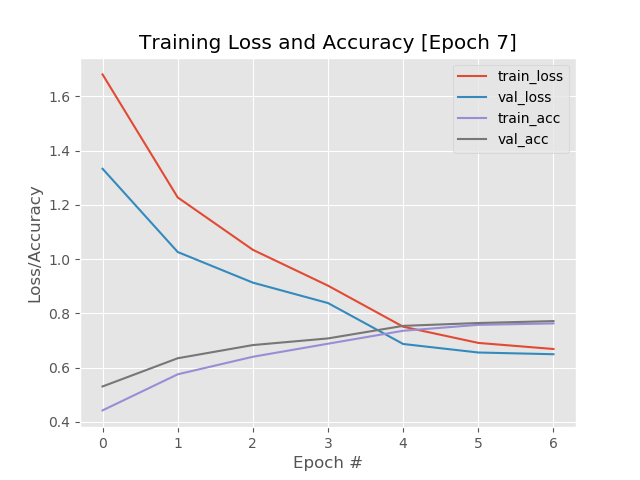 Training Loss and Accuracy [Epoch 7]
train_loss
val_loss
train_acc
val_acc
Loss/Accuracy
1.6
1.4
1.2
1.0
0.8
0.6
0.4
0 1 2 3 4 5 6
Epoch #